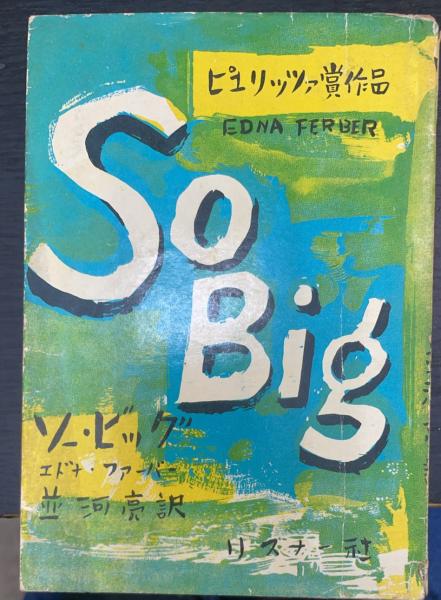 ピュリッツァ賞作品
EDNA FERBER
So
Big
ソー・ビッグ
エドナ・ファーバー
並河亮訳
リスナー社